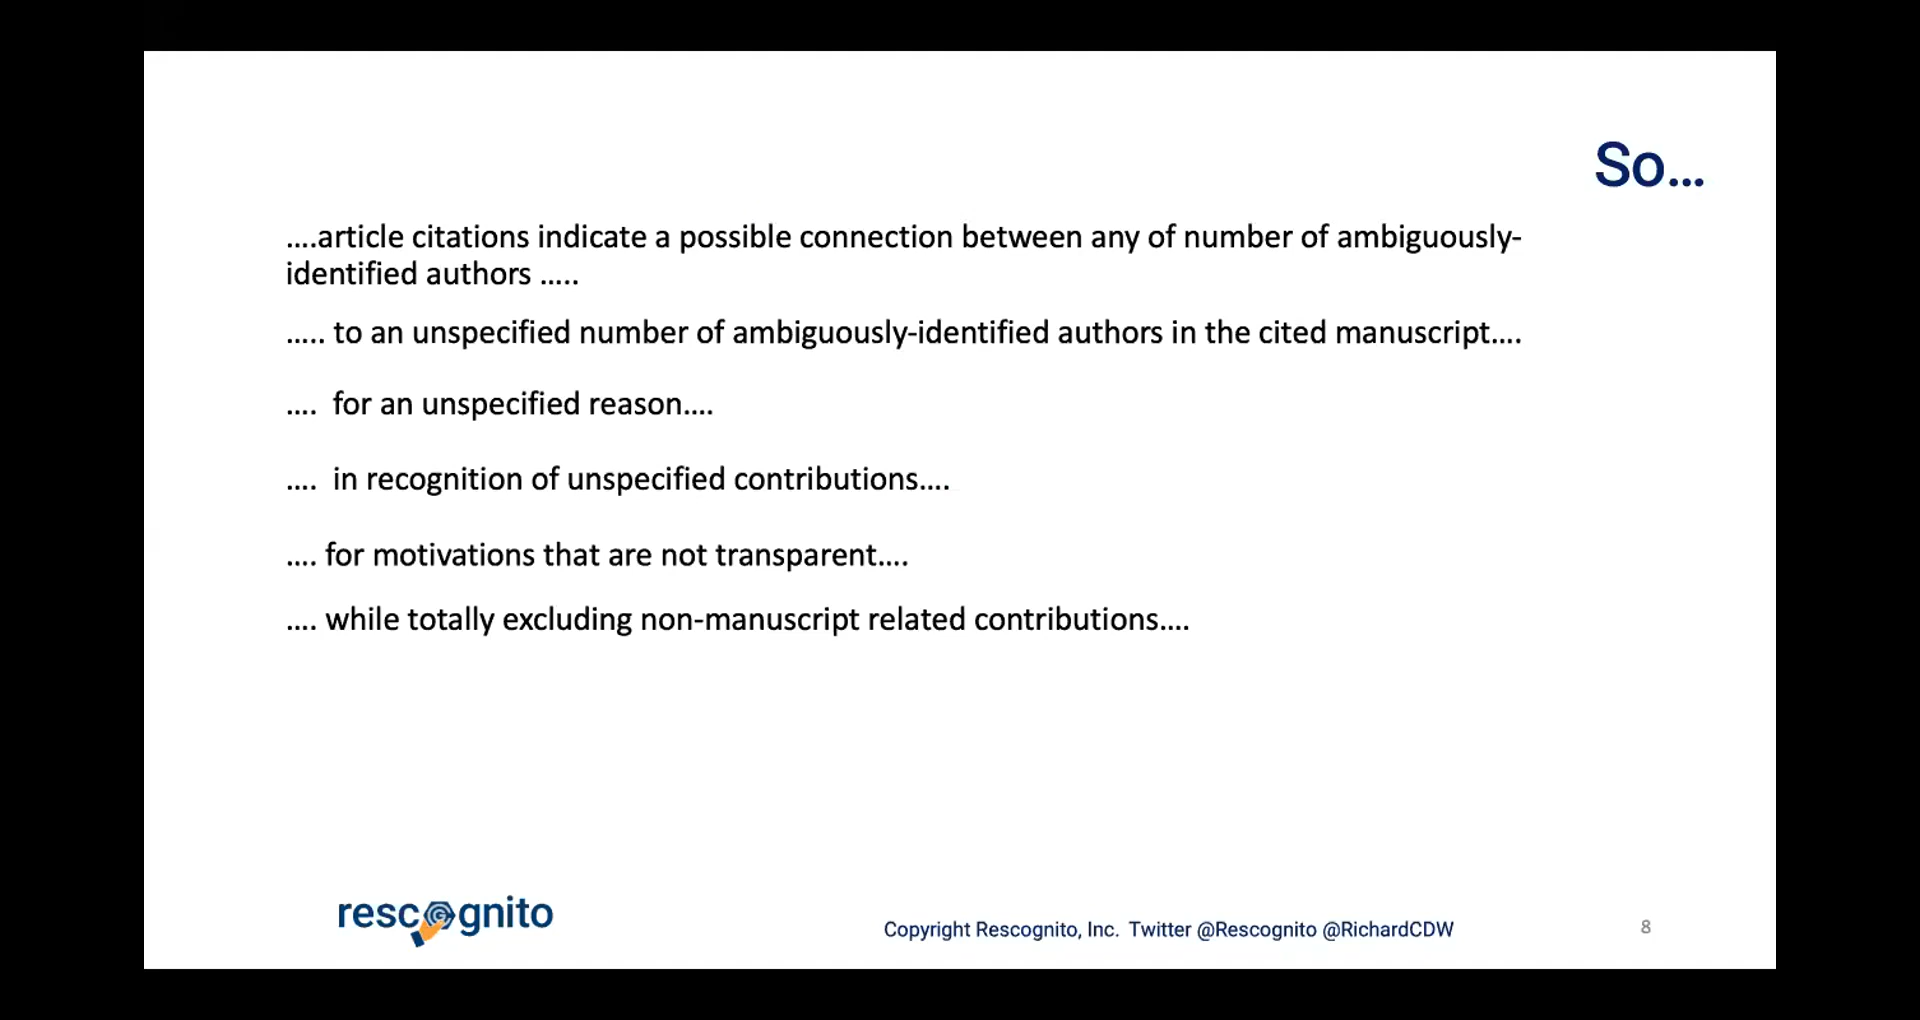 So...
....article citations indicate a possible connection between any of number of ambiguously-
identified authors .....
..... to an unspecified number of ambiguously-identified authors in the cited manuscript....
.... for an unspecified reason....
.... in recognition of unspecified contributions....
.... for motivations that are not transparent....
.... while totally excluding non-manuscript related contributions....
rescognito
Copyright Rescognito, Inc. Twitter @Rescognito @RichardCDW
8